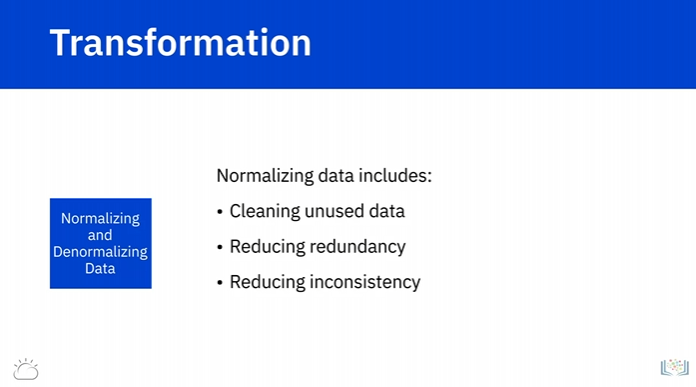 Transformation
Normalizing
and
Denormalizing
Data
Normalizing data includes:
• Cleaning unused data
• Reducing redundancy
• Reducing inconsistency